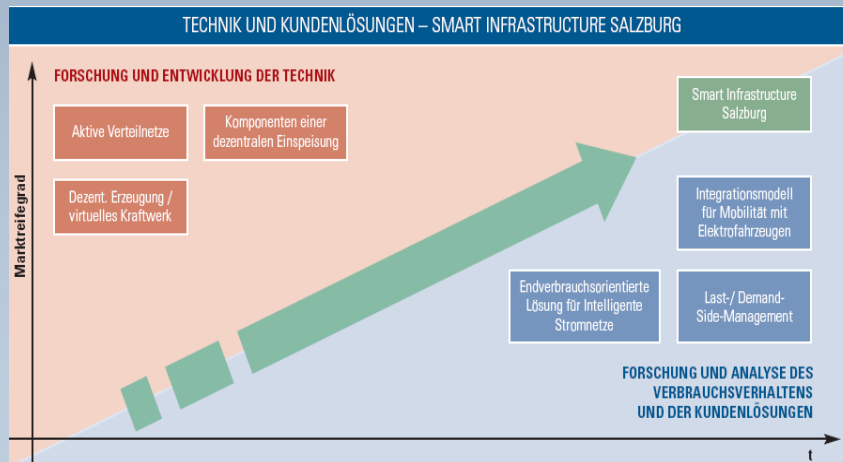 TECHNIK UND KUNDENLÖSUNGEN – SMART INFRASTRUCTURE SALZBURG
FORSCHUNG UND ENTWICKLUNG DER TECHNIK
Aktive Verteilnetze
Komponenten einer
dezentralen Einspeisung
Dezent. Erzeugung /
virtuelles Kraftwerk
Smart Infrastructure
Salzburg
Integrationsmodell
für Mobilität mit
Elektrofahrzeugen
Endverbrauchsorientierte
Lösung für Intelligente
Stromnetze
Last-/ Demand-
Side-Management
FORSCHUNG UND ANALYSE DES
VERBRAUCHSVERHALTENS
UND DER KUNDENLÖSUNGEN
Marktreifegrad
t